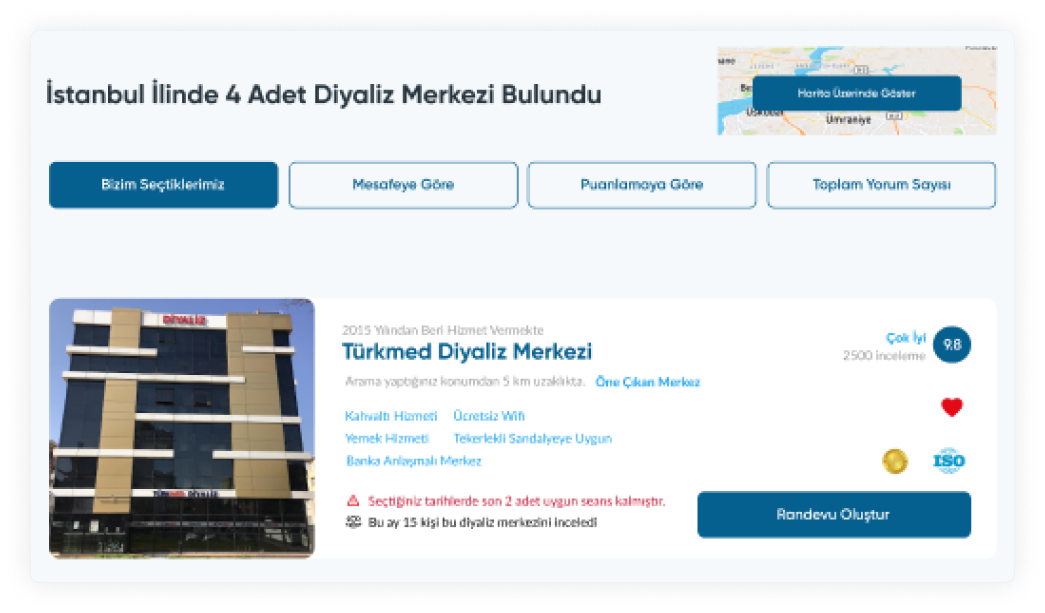 İstanbul İlinde 4 Adet Diyaliz Merkezi Bulundu
Harita Üzerinde Göster
Üsküdar
Ümraniye
Bizim Seçtiklerimiz
Mesafeye Göre
Puanlamaya Göre
Toplam Yorum Sayısı
DİYALİZ
TÜRKMED DİYALİZ
2015 Yılından Beri Hizmet Vermekte
Türkmed Diyaliz Merkezi
Arama yaptığınız konumdan 5 km uzaklıkta. Öne Çıkan Merkez
Çok İyi
2500 inceleme
9.8
Kahvaltı Hizmeti Ücretsiz Wifi
Yemek Hizmeti Tekerlekli Sandalyeye Uygun
Banka Anlaşmalı Merkez
ISO
Seçtiğiniz tarihlerde son 2 adet uygun seans kalmıştır.
Bu ay 15 kişi bu diyaliz merkezini inceledi
Randevu Oluştur